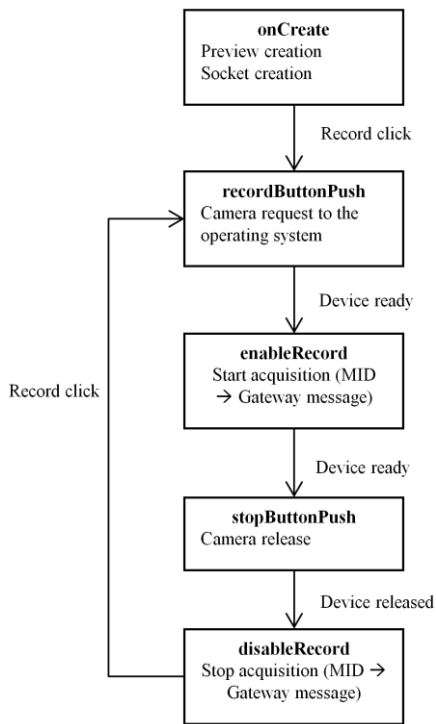 onCreate
Preview creation
Socket creation
Record click
recordButtonPush
Camera request to the
operating system
Device ready
enableRecord
Start acquisition (MID
→ Gateway message)
Record click
Device ready
stopButtonPush
Camera release
Device released
disableRecord
Stop acquisition (MID →
Gateway message)